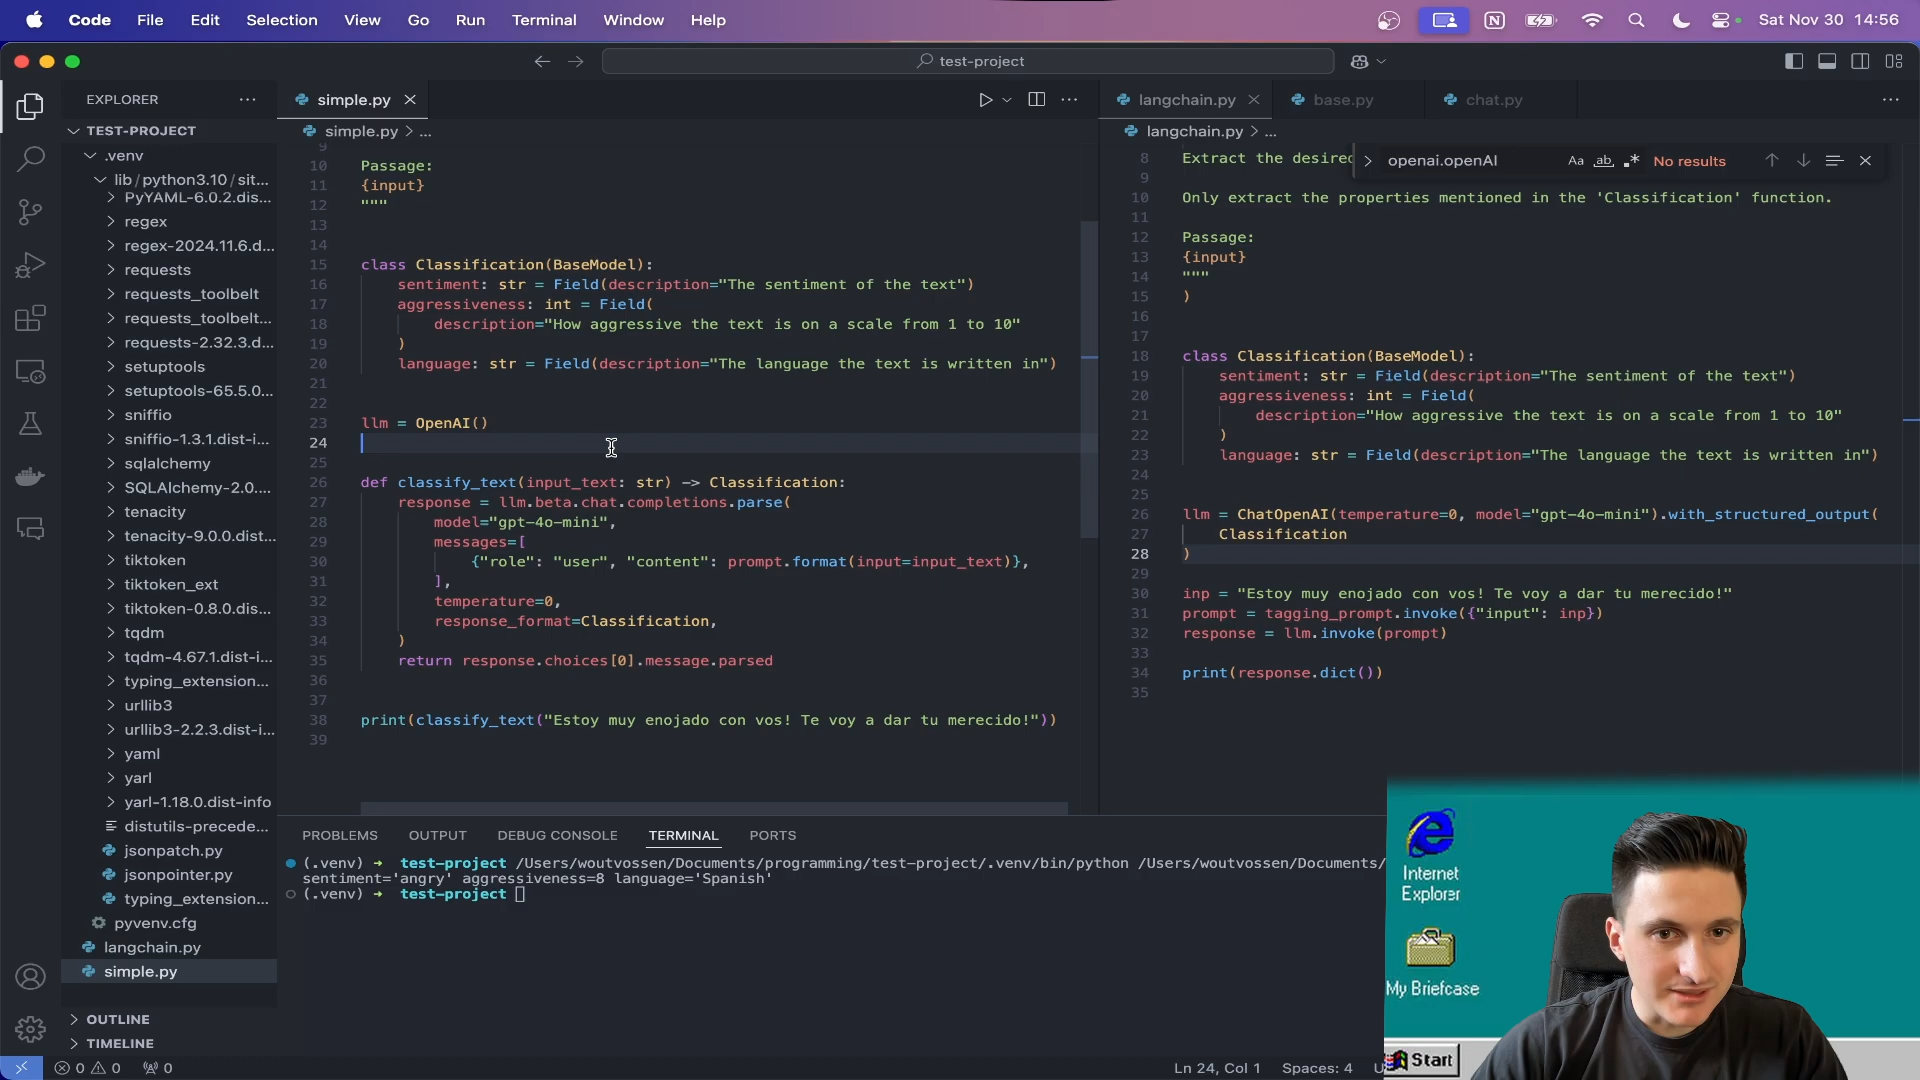 Code File Edit Selection View Go Run Terminal Window Help Sat Nov 30 14:56
test-project
EXPLORER
TEST-PROJECT
.venv
lib/python3.10/sit...
PyYAML-6.0.2.dis...
regex
regex-2024.11.6.d...
requests
requests_toolbelt
requests_toolbelt...
requests-2.32.3.d...
setuptools
setuptools-65.5.0...
sniffio
sniffio-1.3.1.dist-i...
sqlalchemy
SQLAlchemy-2.0....
tenacity
tenacity-9.0.0.dist...
tiktoken
tiktoken_ext
tiktoken-0.8.0.dis...
tqdm
tqdm-4.67.1.dist-i...
typing_extension...
urllib3
urllib3-2.2.3.dist-i...
yaml
yarl
yarl-1.18.0.dist-info
distutils-precede...
jsonpatch.py
jsonpointer.py
typing_extension...
pyvenv.cfg
langchain.py
simple.py
OUTLINE
TIMELINE
simple.py
simple.py > ...
9
10 Passage:
11 {input}
12 """
13
14
15 class Classification(BaseModel):
16 sentiment: str = Field(description="The sentiment of the text")
17 aggressiveness: int = Field(
18 description="How aggressive the text is on a scale from 1 to 10"
19 )
20 language: str = Field(description="The language the text is written in")
21
22
23 llm = OpenAI()
24
25
26 def classify_text(input_text: str) -> Classification:
27 response = llm.beta.chat.completions.parse(
28 model="gpt-4o-mini",
29 messages=[
30 {"role": "user", "content": prompt.format(input=input_text)},
31 ],
32 temperature=0,
33 response_format=Classification,
34 )
35 return response.choices[0].message.parsed
36
37
38 print(classify_text("Estoy muy enojado con vos! Te voy a dar tu merecido!"))
39
langchain.py base.py chat.py
langchain.py > ...
openai.openAI Aa ab No results
8 Extract the desired
9
10 Only extract the properties mentioned in the 'Classification' function.
11
12 Passage:
13 {input}
14 """
15 )
16
17
18 class Classification(BaseModel):
19 sentiment: str = Field(description="The sentiment of the text")
20 aggressiveness: int = Field(
21 description="How aggressive the text is on a scale from 1 to 10"
22 )
23 language: str = Field(description="The language the text is written in")
24
25
26 llm = ChatOpenAI(temperature=0, model="gpt-4o-mini").with_structured_output(
27 Classification
28 )
29
30 inp = "Estoy muy enojado con vos! Te voy a dar tu merecido!"
31 prompt = tagging_prompt.invoke({"input": inp})
32 response = llm.invoke(prompt)
33
34 print(response.dict())
35
PROBLEMS OUTPUT DEBUG CONSOLE TERMINAL PORTS
(.venv) → test-project /Users/woutvossen/Documents/programming/test-project/.venv/bin/python /Users/woutvossen/Documents/
sentiment='angry' aggressiveness=8 language='Spanish'
(.venv) → test-project
Internet
Explorer
My Briefcase
Start
0 0 0 Ln 24, Col 1 Spaces: 4